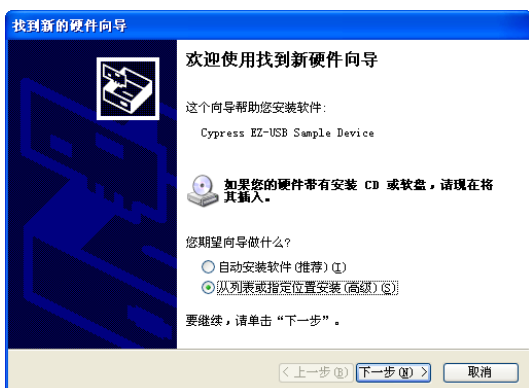 找到新的硬件向导
欢迎使用找到新硬件向导
这个向导帮助您安装软件:
Cypress EZ-USB Sample Device
如果您的硬件带有安装 CD 或软盘，请现在将
其插入。
您期望向导做什么?
自动安装软件(推荐)(I)
从列表或指定位置安装(高级)(S)
要继续，请单击“下一步”。
< 上一步(B) 下一步(N) > 取消